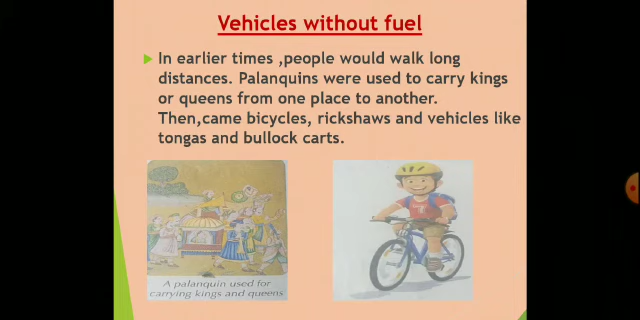 Vehicles without fuel
In earlier times ,people would walk long
distances. Palanquins were used to carry kings
or queens from one place to another.
Then,came bicycles, rickshaws and vehicles like
tongas and bullock carts.
A palanquin used for
carrying kings and queens